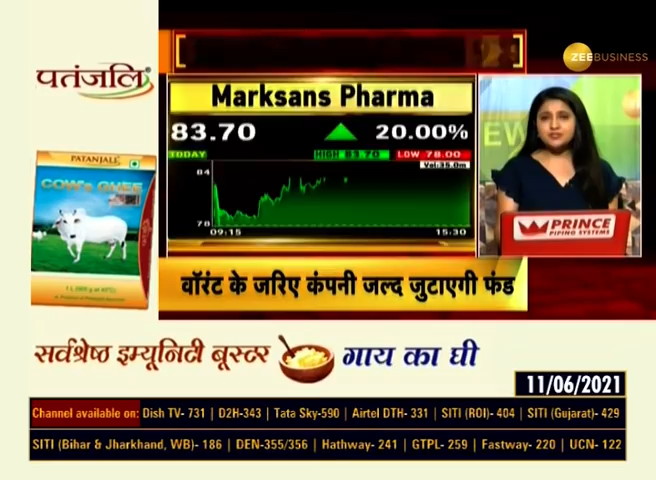 ZEE BUSINESS
पतंजलि
Marksans Pharma
83.70 20.00%
TODAY HIGH 83.70 LOW 78.00
Vol:35.0m
84
78
09:15 15:30
PRINCE
PIPING SYSTEMS
PATANJALI
COW's GHEE
वॉरंट के जरिए कंपनी जल्द जुटाएगी फंड
सर्वश्रेष्ठ इम्यूनिटी बूस्टर गाय का घी
11/06/2021
Channel available on: Dish TV- 731 | D2H-343 | Tata Sky-590 | Airtel DTH- 331 | SITI (ROI)- 404 | SITI (Gujarat)- 429
SITI (Bihar & Jharkhand, WB)- 186 | DEN-355/356 | Hathway- 241 | GTPL- 259 | Fastway- 220 | UCN- 122